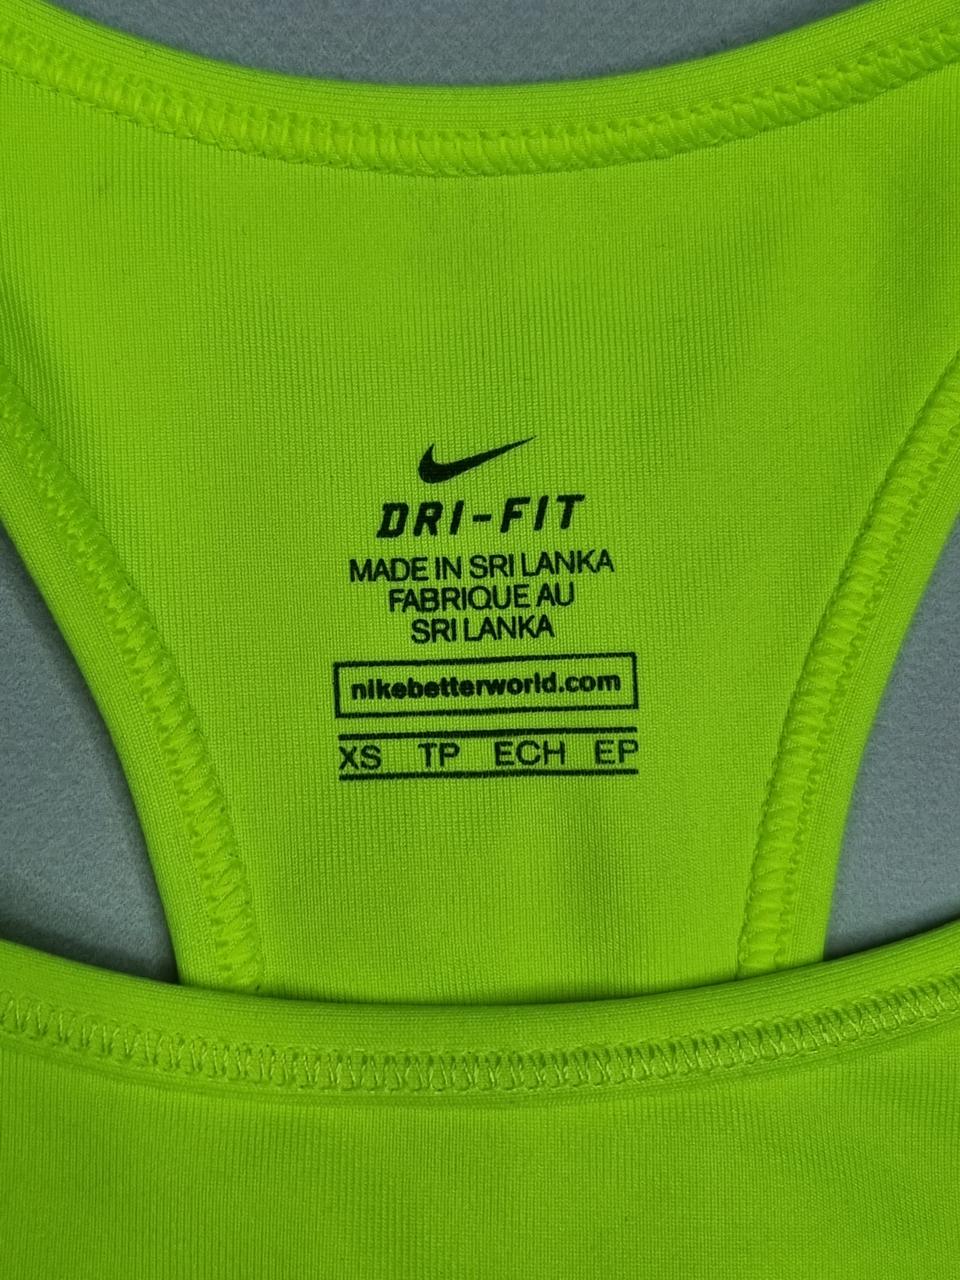 DRI-FIT
MADE IN SRI LANKA
FABRIQUE AU
SRI LANKA
nikebetterworld.com
XS TP ECH EP